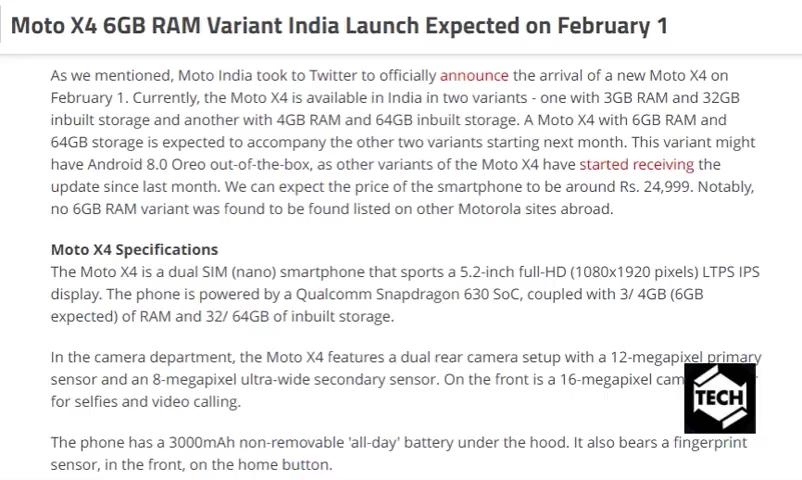 Moto X4 6GB RAM Variant India Launch Expected on February 1
As we mentioned, Moto India took to Twitter to officially announce the arrival of a new Moto X4 on
February 1. Currently, the Moto X4 is available in India in two variants - one with 3GB RAM and 32GB
inbuilt storage and another with 4GB RAM and 64GB inbuilt storage. A Moto X4 with 6GB RAM and
64GB storage is expected to accompany the other two variants starting next month. This variant might
have Android 8.0 Oreo out-of-the-box, as other variants of the Moto X4 have started receiving the
update since last month. We can expect the price of the smartphone to be around Rs. 24,999. Notably,
no 6GB RAM variant was found to be found listed on other Motorola sites abroad.
Moto X4 Specifications
The Moto X4 is a dual SIM (nano) smartphone that sports a 5.2-inch full-HD (1080x1920 pixels) LTPS IPS
display. The phone is powered by a Qualcomm Snapdragon 630 SoC, coupled with 3/ 4GB (6GB
expected) of RAM and 32/ 64GB of inbuilt storage.
In the camera department, the Moto X4 features a dual rear camera setup with a 12-megapixel primary
sensor and an 8-megapixel ultra-wide secondary sensor. On the front is a 16-megapixel
for selfies and video calling.
TECH
The phone has a 3000mAh non-removable 'all-day' battery under the hood. It also bears a fingerprint
sensor, in the front, on the home button.